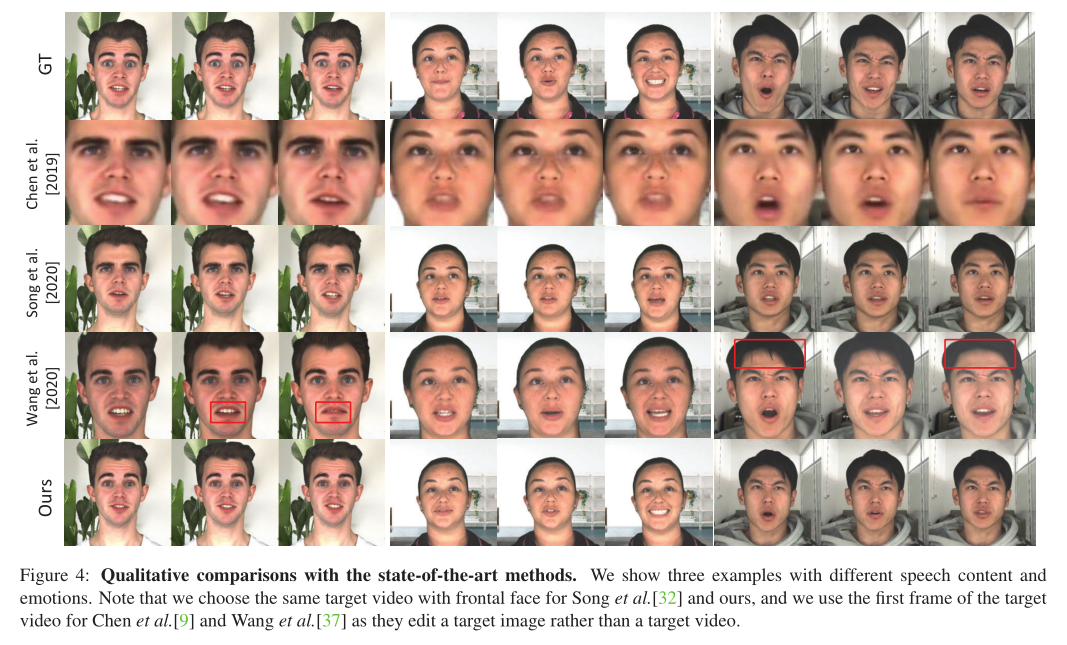 GT
Chen et al.
[2019]
Song et al.
[2020]
Wang et al.
[2020]
Ours
Figure 4: Qualitative comparisons with the state-of-the-art methods. We show three examples with different speech content and
emotions. Note that we choose the same target video with frontal face for Song et al.[32] and ours, and we use the first frame of the target
video for Chen et al.[9] and Wang et al.[37] as they edit a target image rather than a target video.